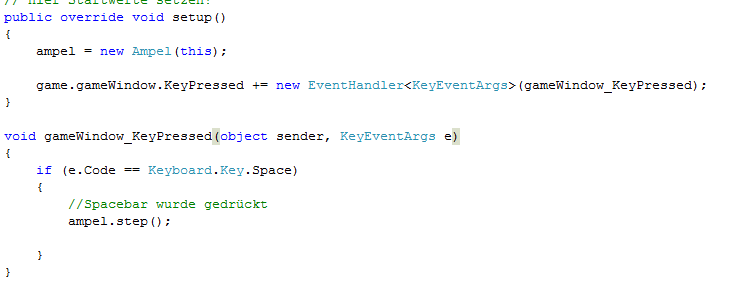 // hier Startwerte setzen!
public override void setup()
{
    ampel = new Ampel(this);
    game.gameWindow.KeyPressed += new EventHandler<KeyEventArgs>(gameWindow_KeyPressed);
}
void gameWindow_KeyPressed(object sender, KeyEventArgs e)
{
    if (e.Code == Keyboard.Key.Space)
    {
        //Spacebar wurde gedrückt
        ampel.step();
    }
}